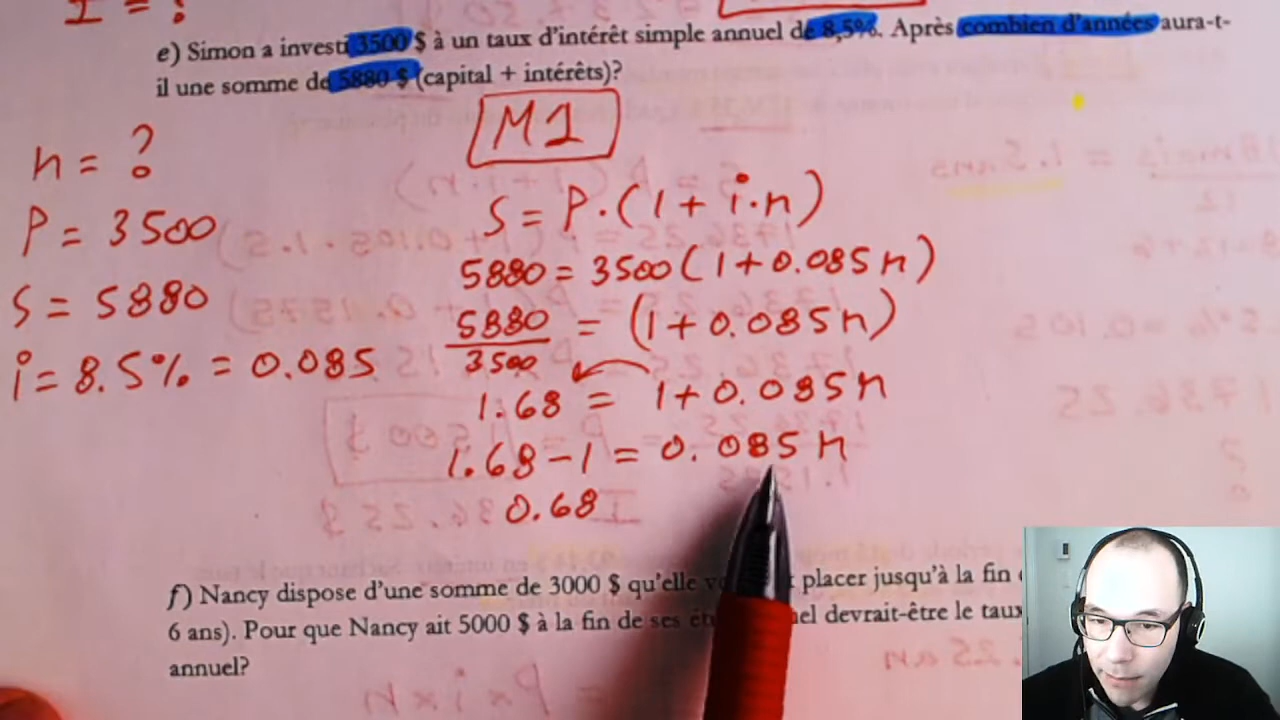 I = ?
e) Simon a investi 3500 $ à un taux d'intérêt simple annuel de 8,5%. Après combien d'années aura-t-
il une somme de 5880 $ (capital + intérêts)?
M1
n = ?
P = 3500
S = 5880
i = 8.5% = 0.085
S = P·(1 + i·n)
5880 = 3500(1+0.085n)
5880/3500 = (1+0.085n)
1.68 = 1+0.085n
1.68-1 = 0.085n
0.68
f) Nancy dispose d'une somme de 3000 $ qu'elle placer jusqu'à la fin
6 ans). Pour que Nancy ait 5000 $ à la fin de ses devrait-être le taux
annuel?